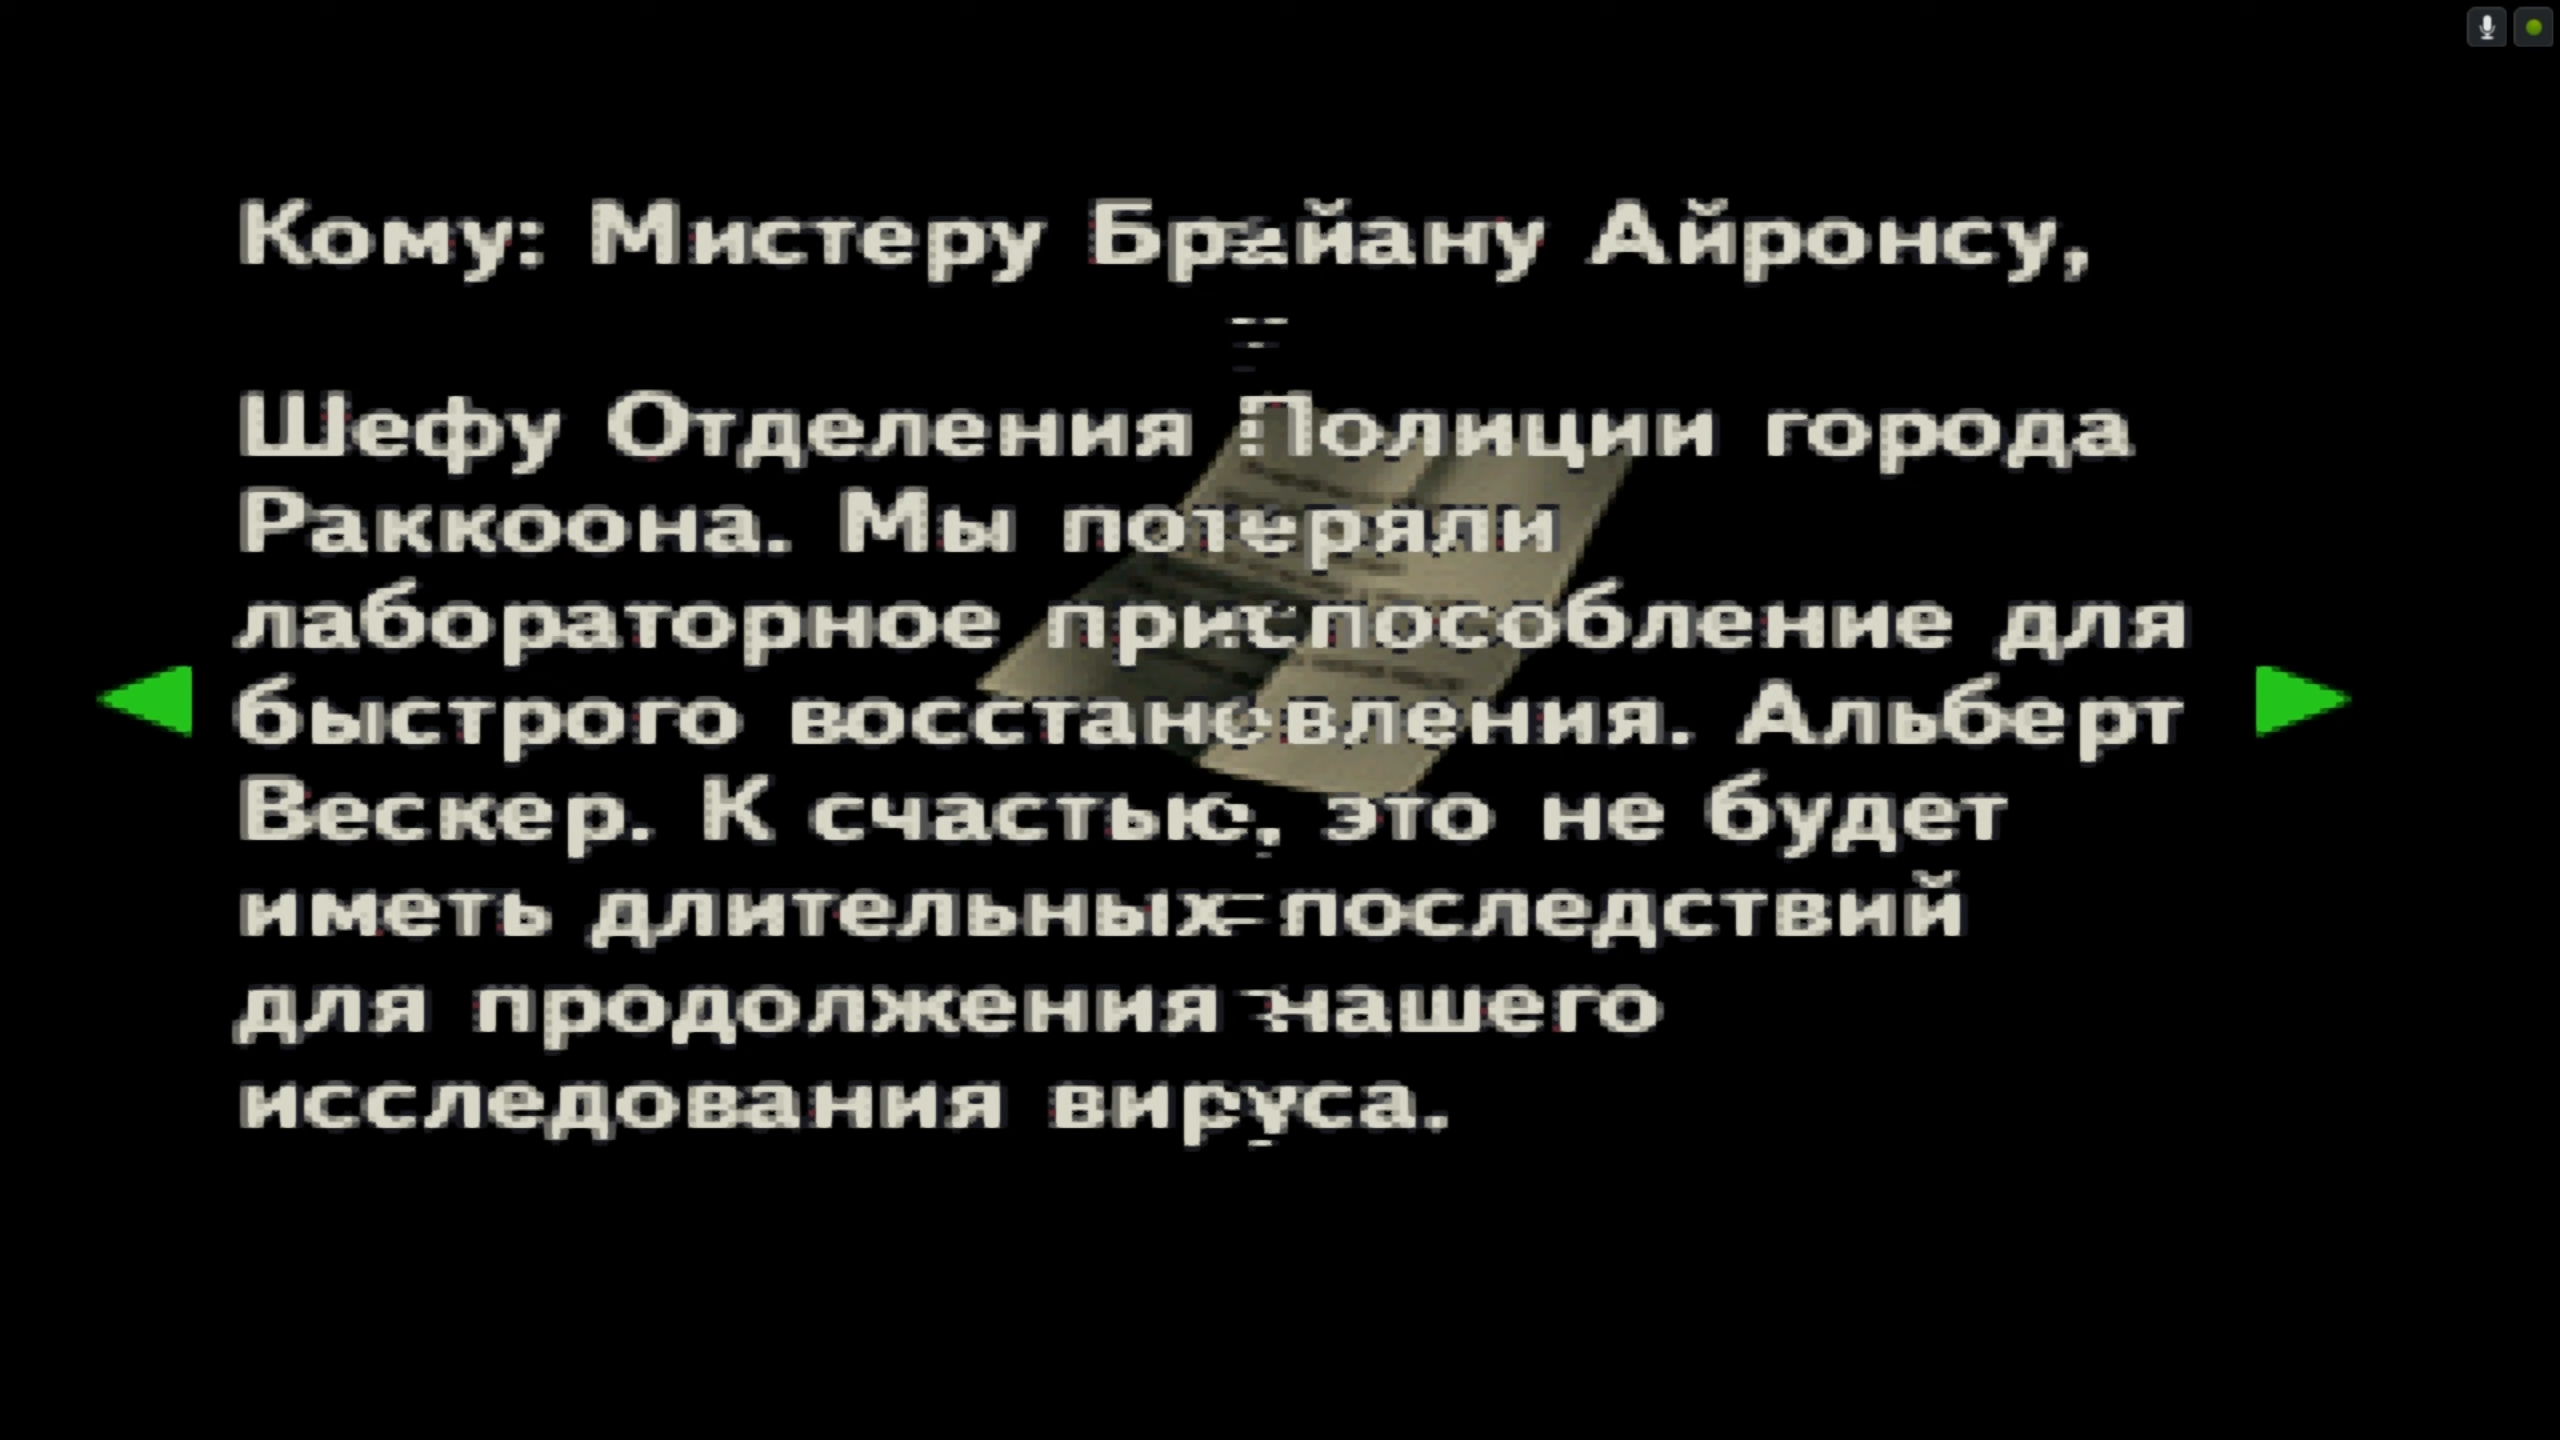 Кому: Мистеру Брайану Айронсу,
Шефу Отделения Полиции города
Раккоона. Мы потеряли
лабораторное приспособление для
быстрого восстановления. Альберт
Вескер. К счастью, это не будет
иметь длительных последствий
для продолжения нашего
исследования вируса.